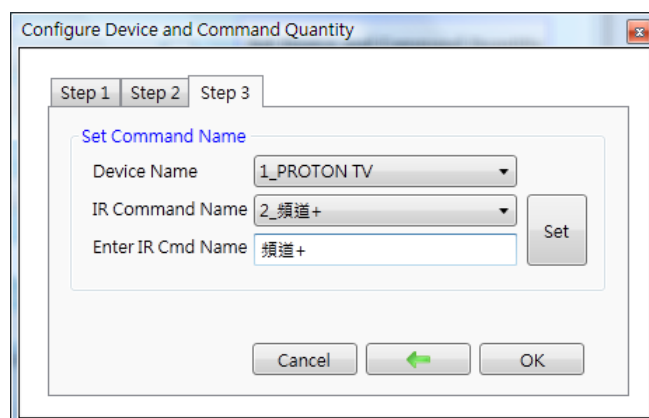 Configure Device and Command Quantity
Step 1 Step 2 Step 3
Set Command Name
Device Name 1_PROTON TV
IR Command Name 2_頻道+
Set
Enter IR Cmd Name 頻道+
Cancel OK